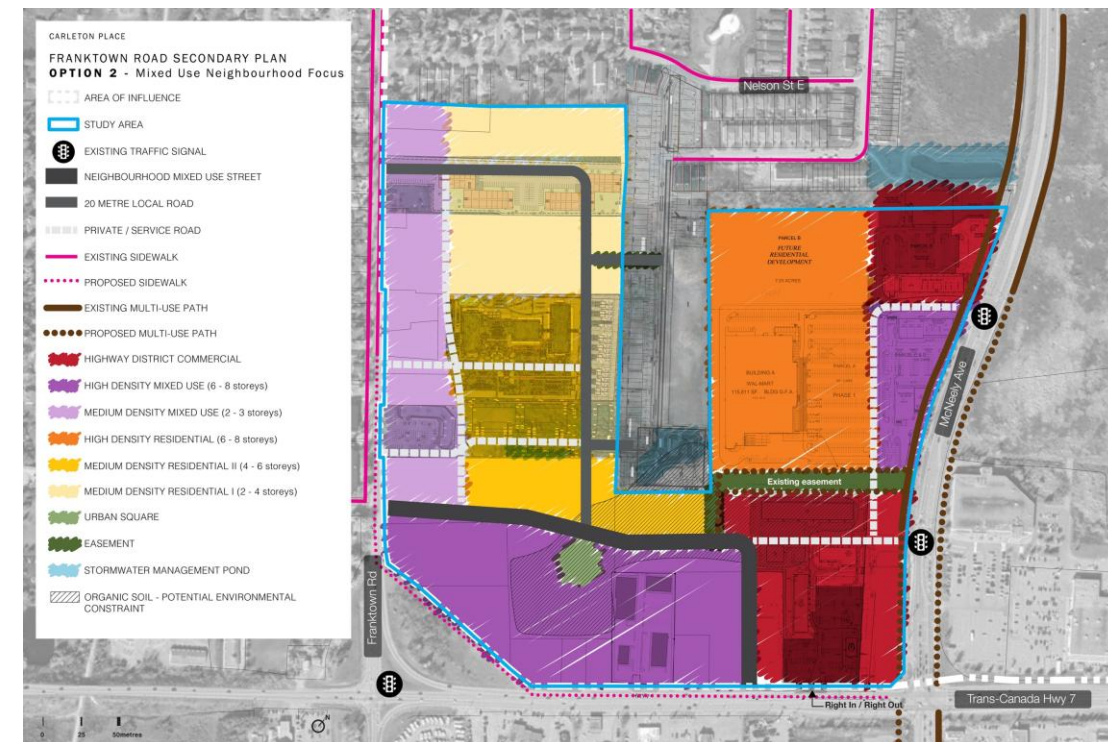 CARLETON PLACE
FRANKTOWN ROAD SECONDARY PLAN
OPTION 2 - Mixed Use Neighbourhood Focus
AREA OF INFLUENCE
STUDY AREA
EXISTING TRAFFIC SIGNAL
NEIGHBOURHOOD MIXED USE STREET
20 METRE LOCAL ROAD
PRIVATE / SERVICE ROAD
EXISTING SIDEWALK
PROPOSED SIDEWALK
EXISTING MULTI-USE PATH
PROPOSED MULTI-USE PATH
HIGHWAY DISTRICT COMMERCIAL
HIGH DENSITY MIXED USE (6 - 8 storeys)
MEDIUM DENSITY MIXED USE (2 - 3 storeys)
HIGH DENSITY RESIDENTIAL (6 - 8 storeys)
MEDIUM DENSITY RESIDENTIAL II (4 - 6 storeys)
MEDIUM DENSITY RESIDENTIAL I (2 - 4 storeys)
URBAN SQUARE
EASEMENT
STORMWATER MANAGEMENT POND
ORGANIC SOIL - POTENTIAL ENVIRONMENTAL
CONSTRAINT
0 25 50metres
N
Nelson St E
PARCEL B
FUTURE
RESIDENTIAL
DEVELOPMENT
BUILDING A
WAL-MART
PHASE 1
McNeely Ave
Existing easement
Franktown Rd
Right In / Right Out
Trans-Canada Hwy 7